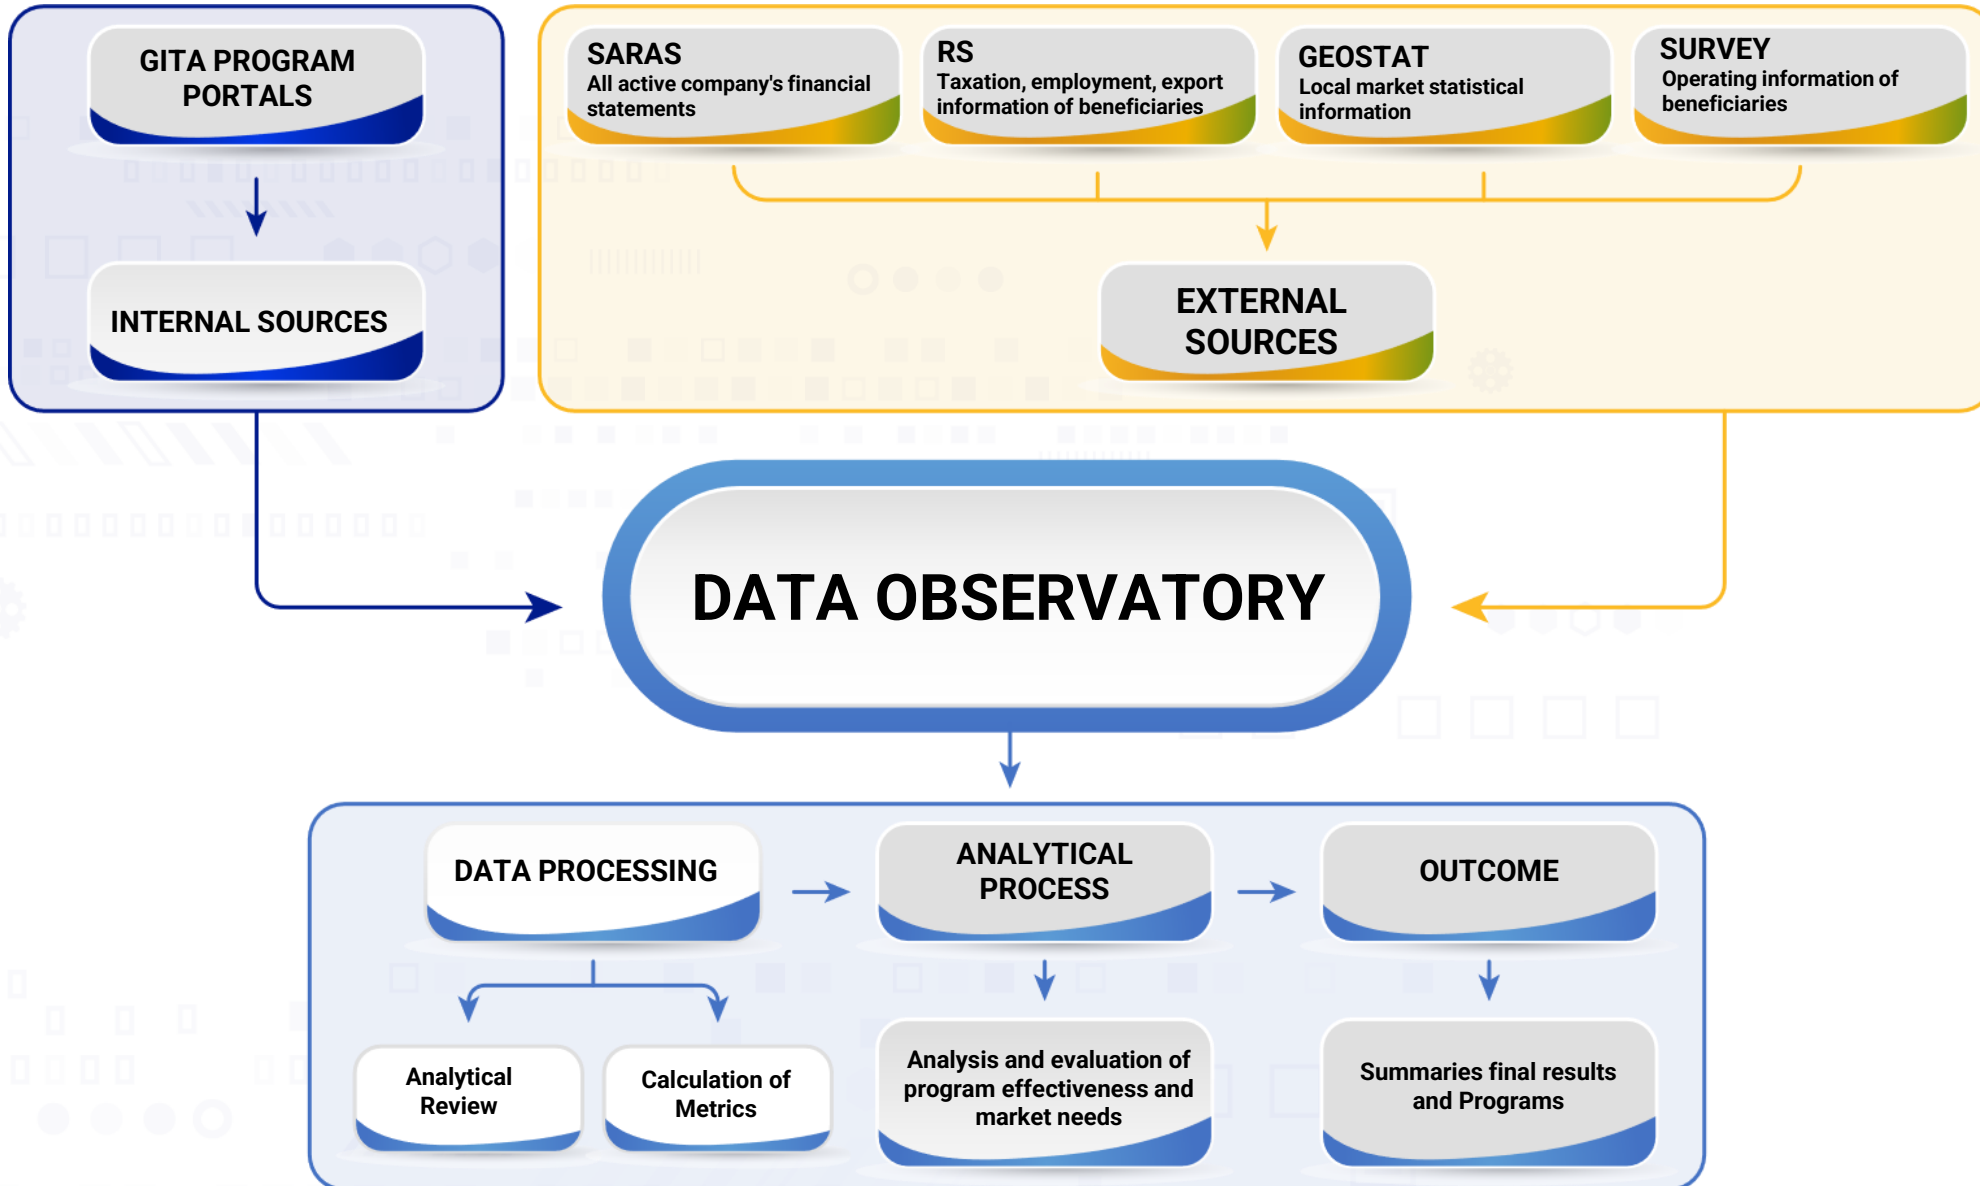 GITA PROGRAM
PORTALS
INTERNAL SOURCES
SARAS
All active company's financial
statements
RS
Taxation, employment, export
information of beneficiaries
GEOSTAT
Local market statistical
information
SURVEY
Operating information of
beneficiaries
EXTERNAL
SOURCES
DATA OBSERVATORY
DATA PROCESSING
ANALYTICAL
PROCESS
OUTCOME
Analytical
Review
Calculation of
Metrics
Analysis and evaluation of
program effectiveness and
market needs
Summaries final results
and Programs